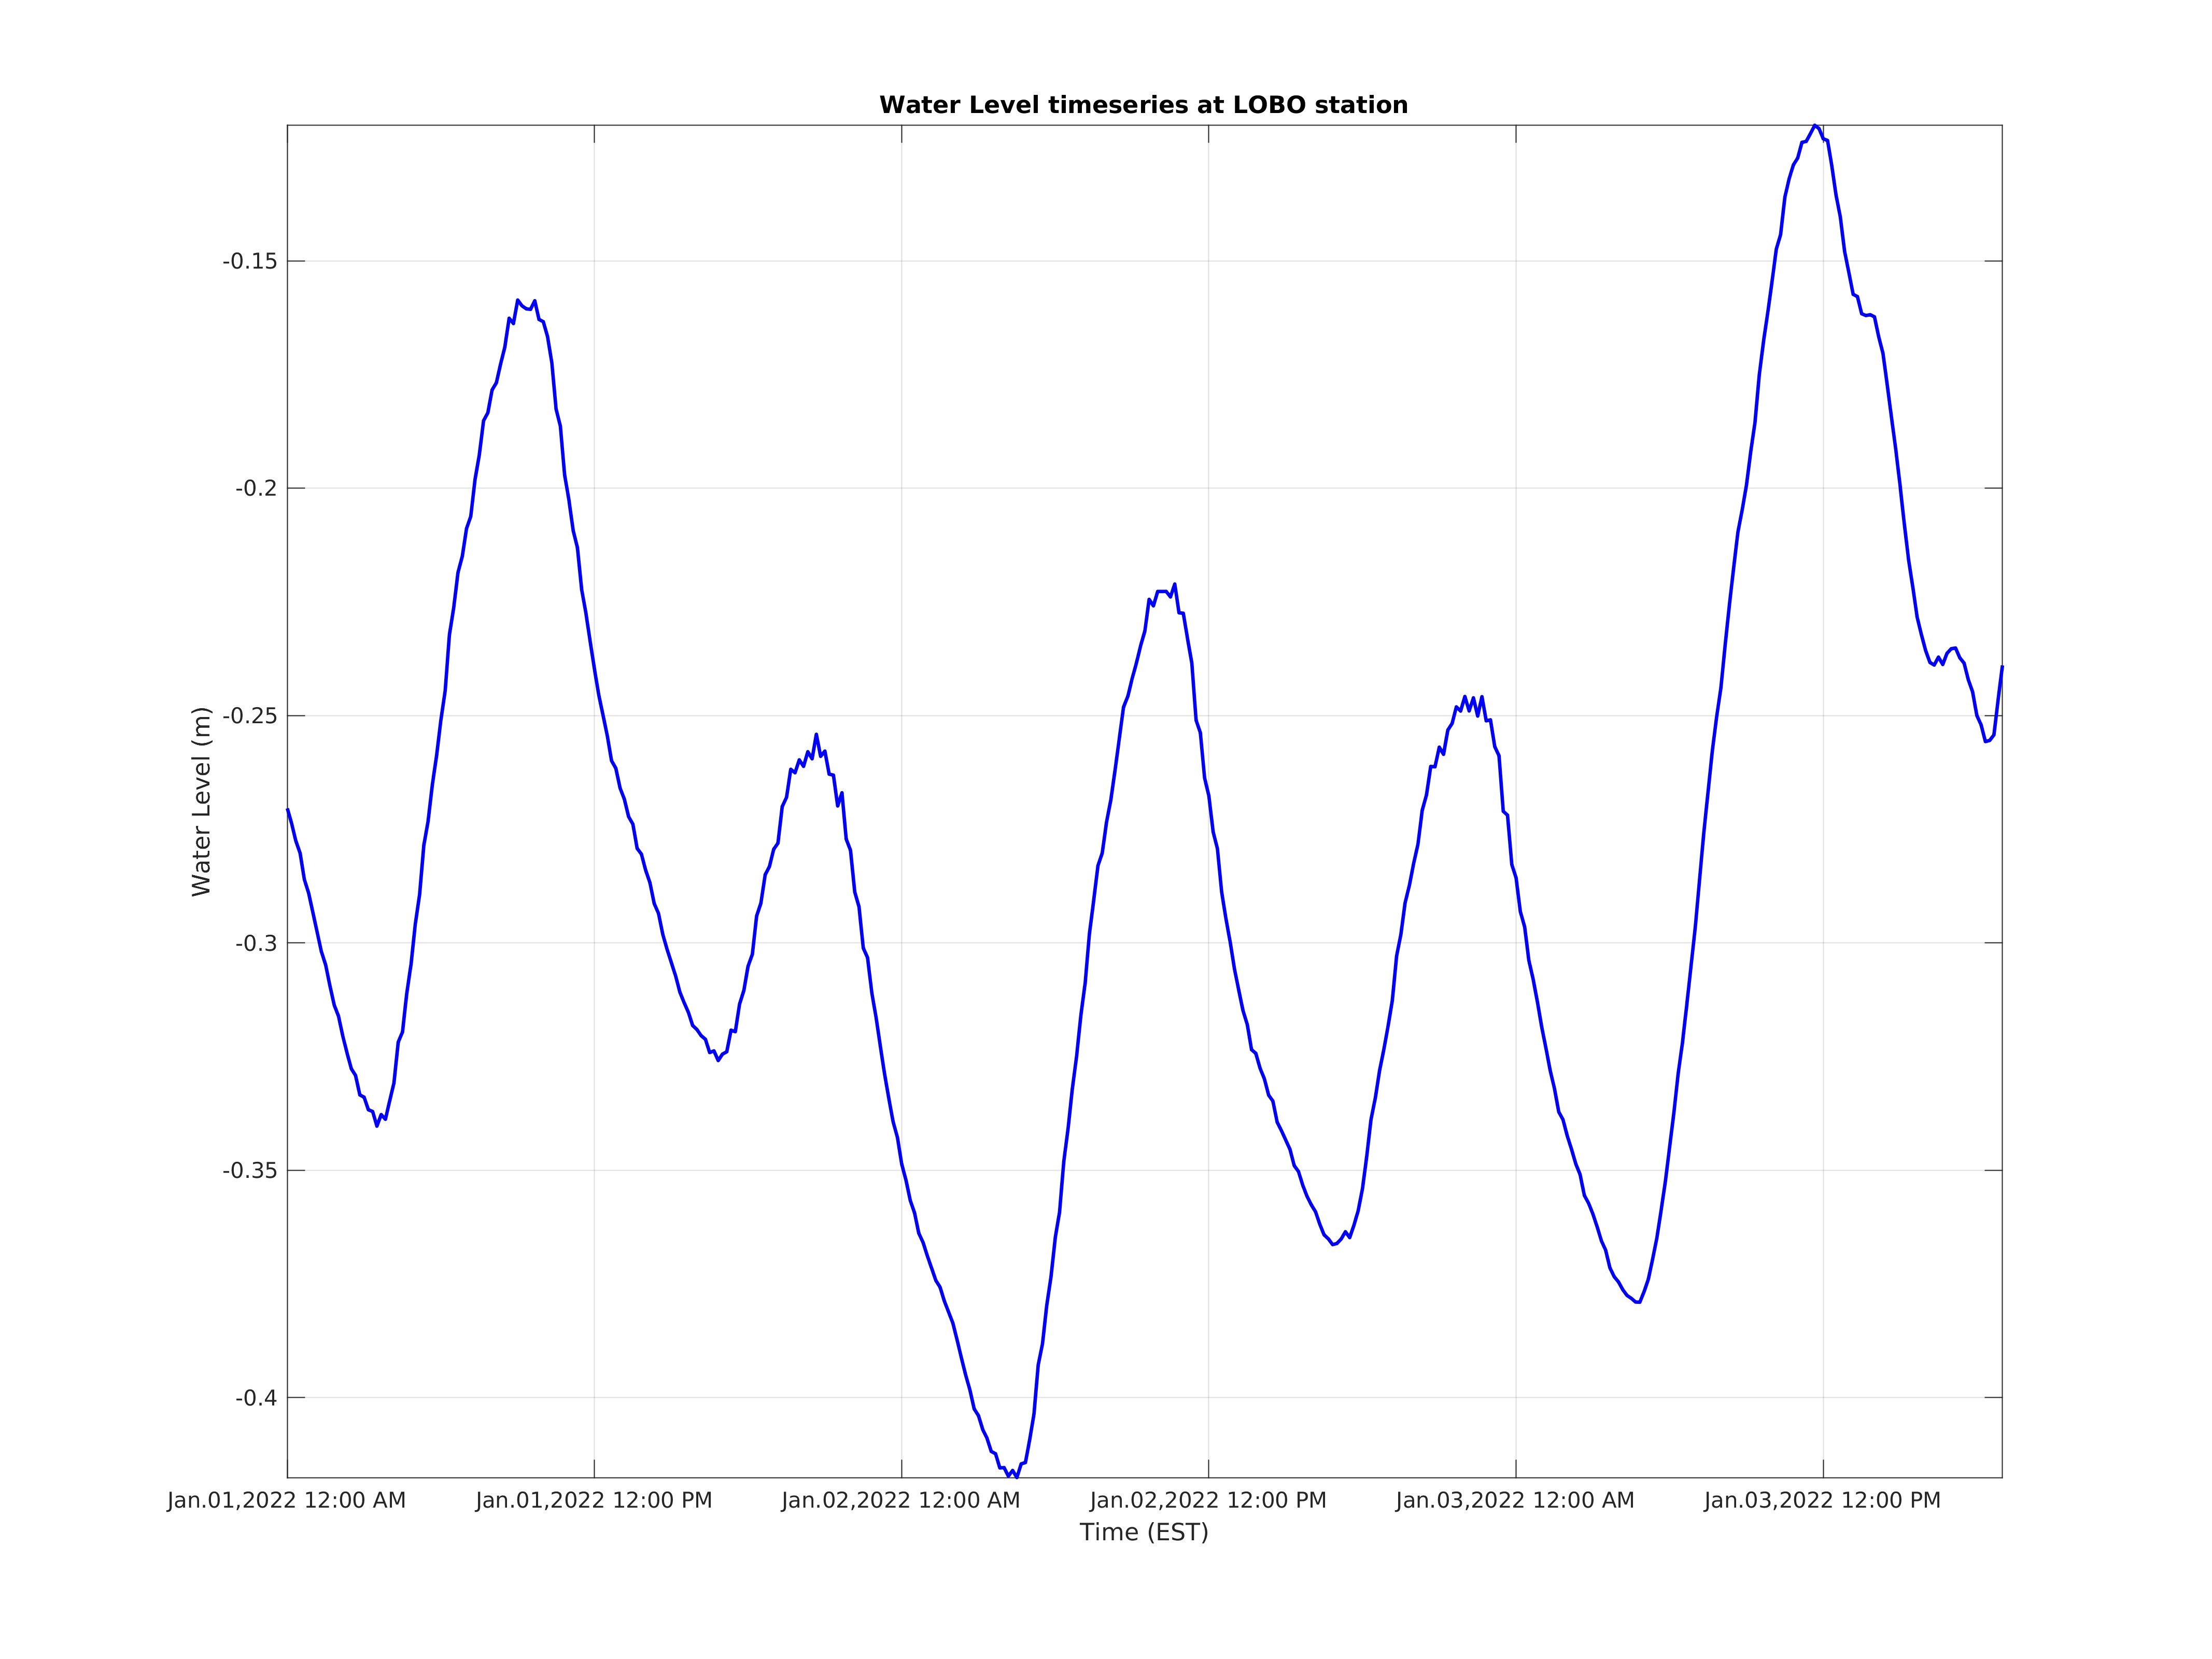 Water Level timeseries at LOBO station
-0.15
-0.2
-0.25
-0.3
-0.35
-0.4
Water Level (m)
Jan.01,2022 12:00 AM
Jan.01,2022 12:00 PM
Jan.02,2022 12:00 AM
Jan.02,2022 12:00 PM
Jan.03,2022 12:00 AM
Jan.03,2022 12:00 PM
Time (EST)